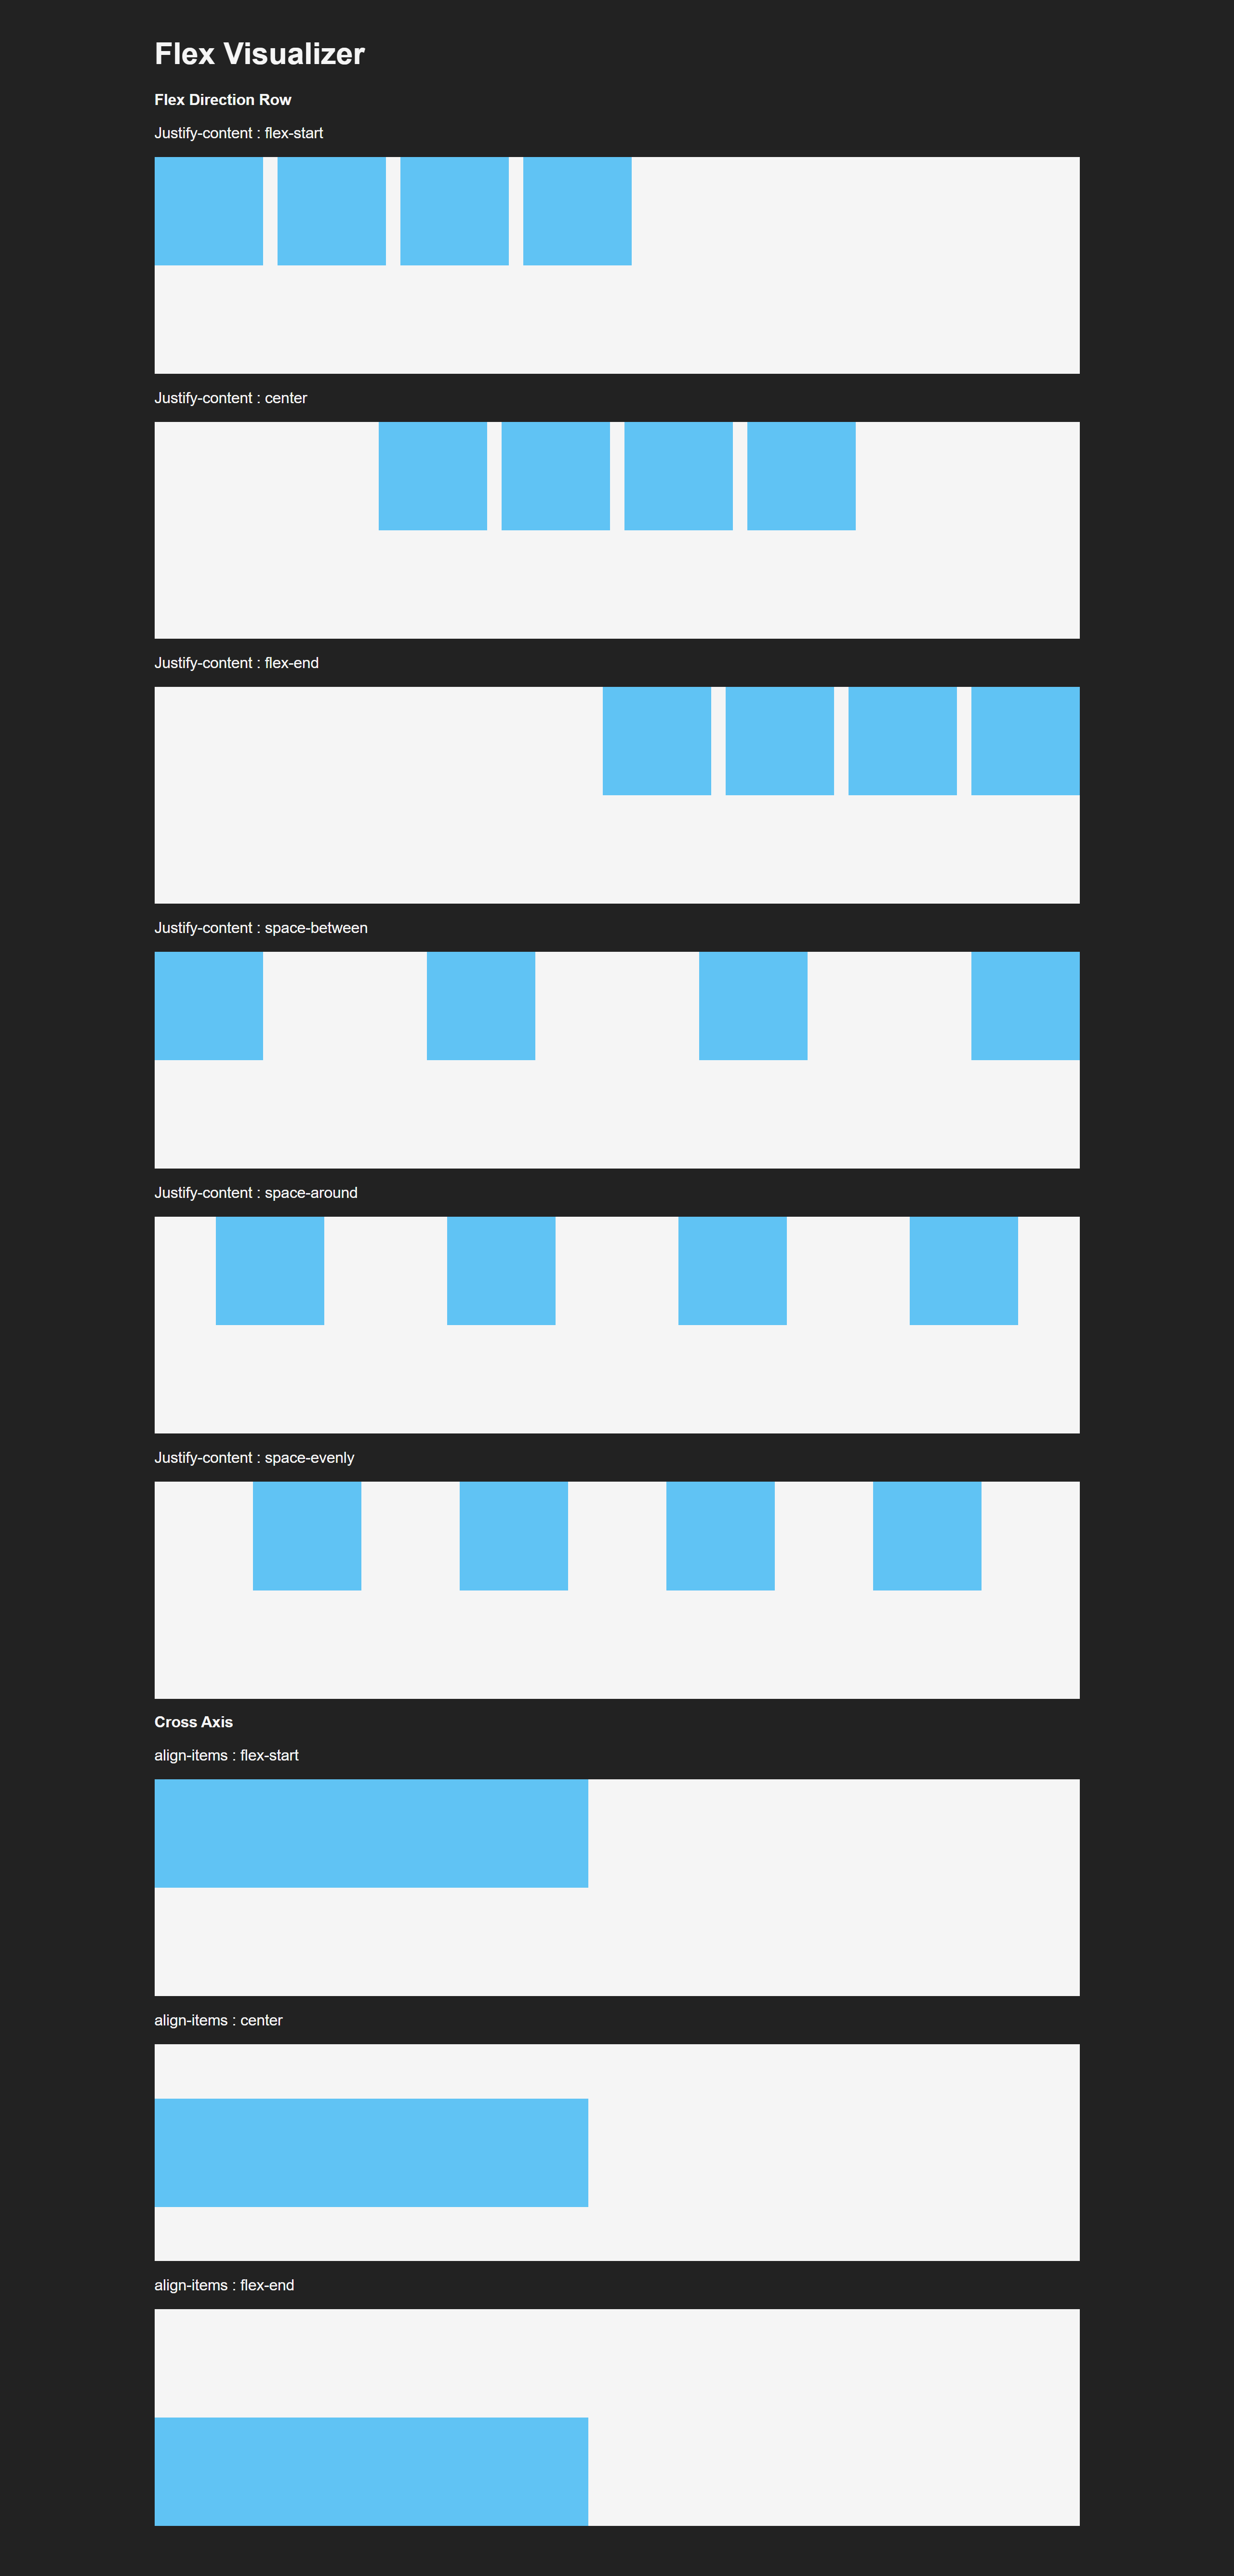 Flex Visualizer
Flex Direction Row
Justify-content : flex-start
Justify-content : center
Justify-content : flex-end
Justify-content : space-between
Justify-content : space-around
Justify-content : space-evenly
Cross Axis
align-items : flex-start
align-items : center
align-items : flex-end